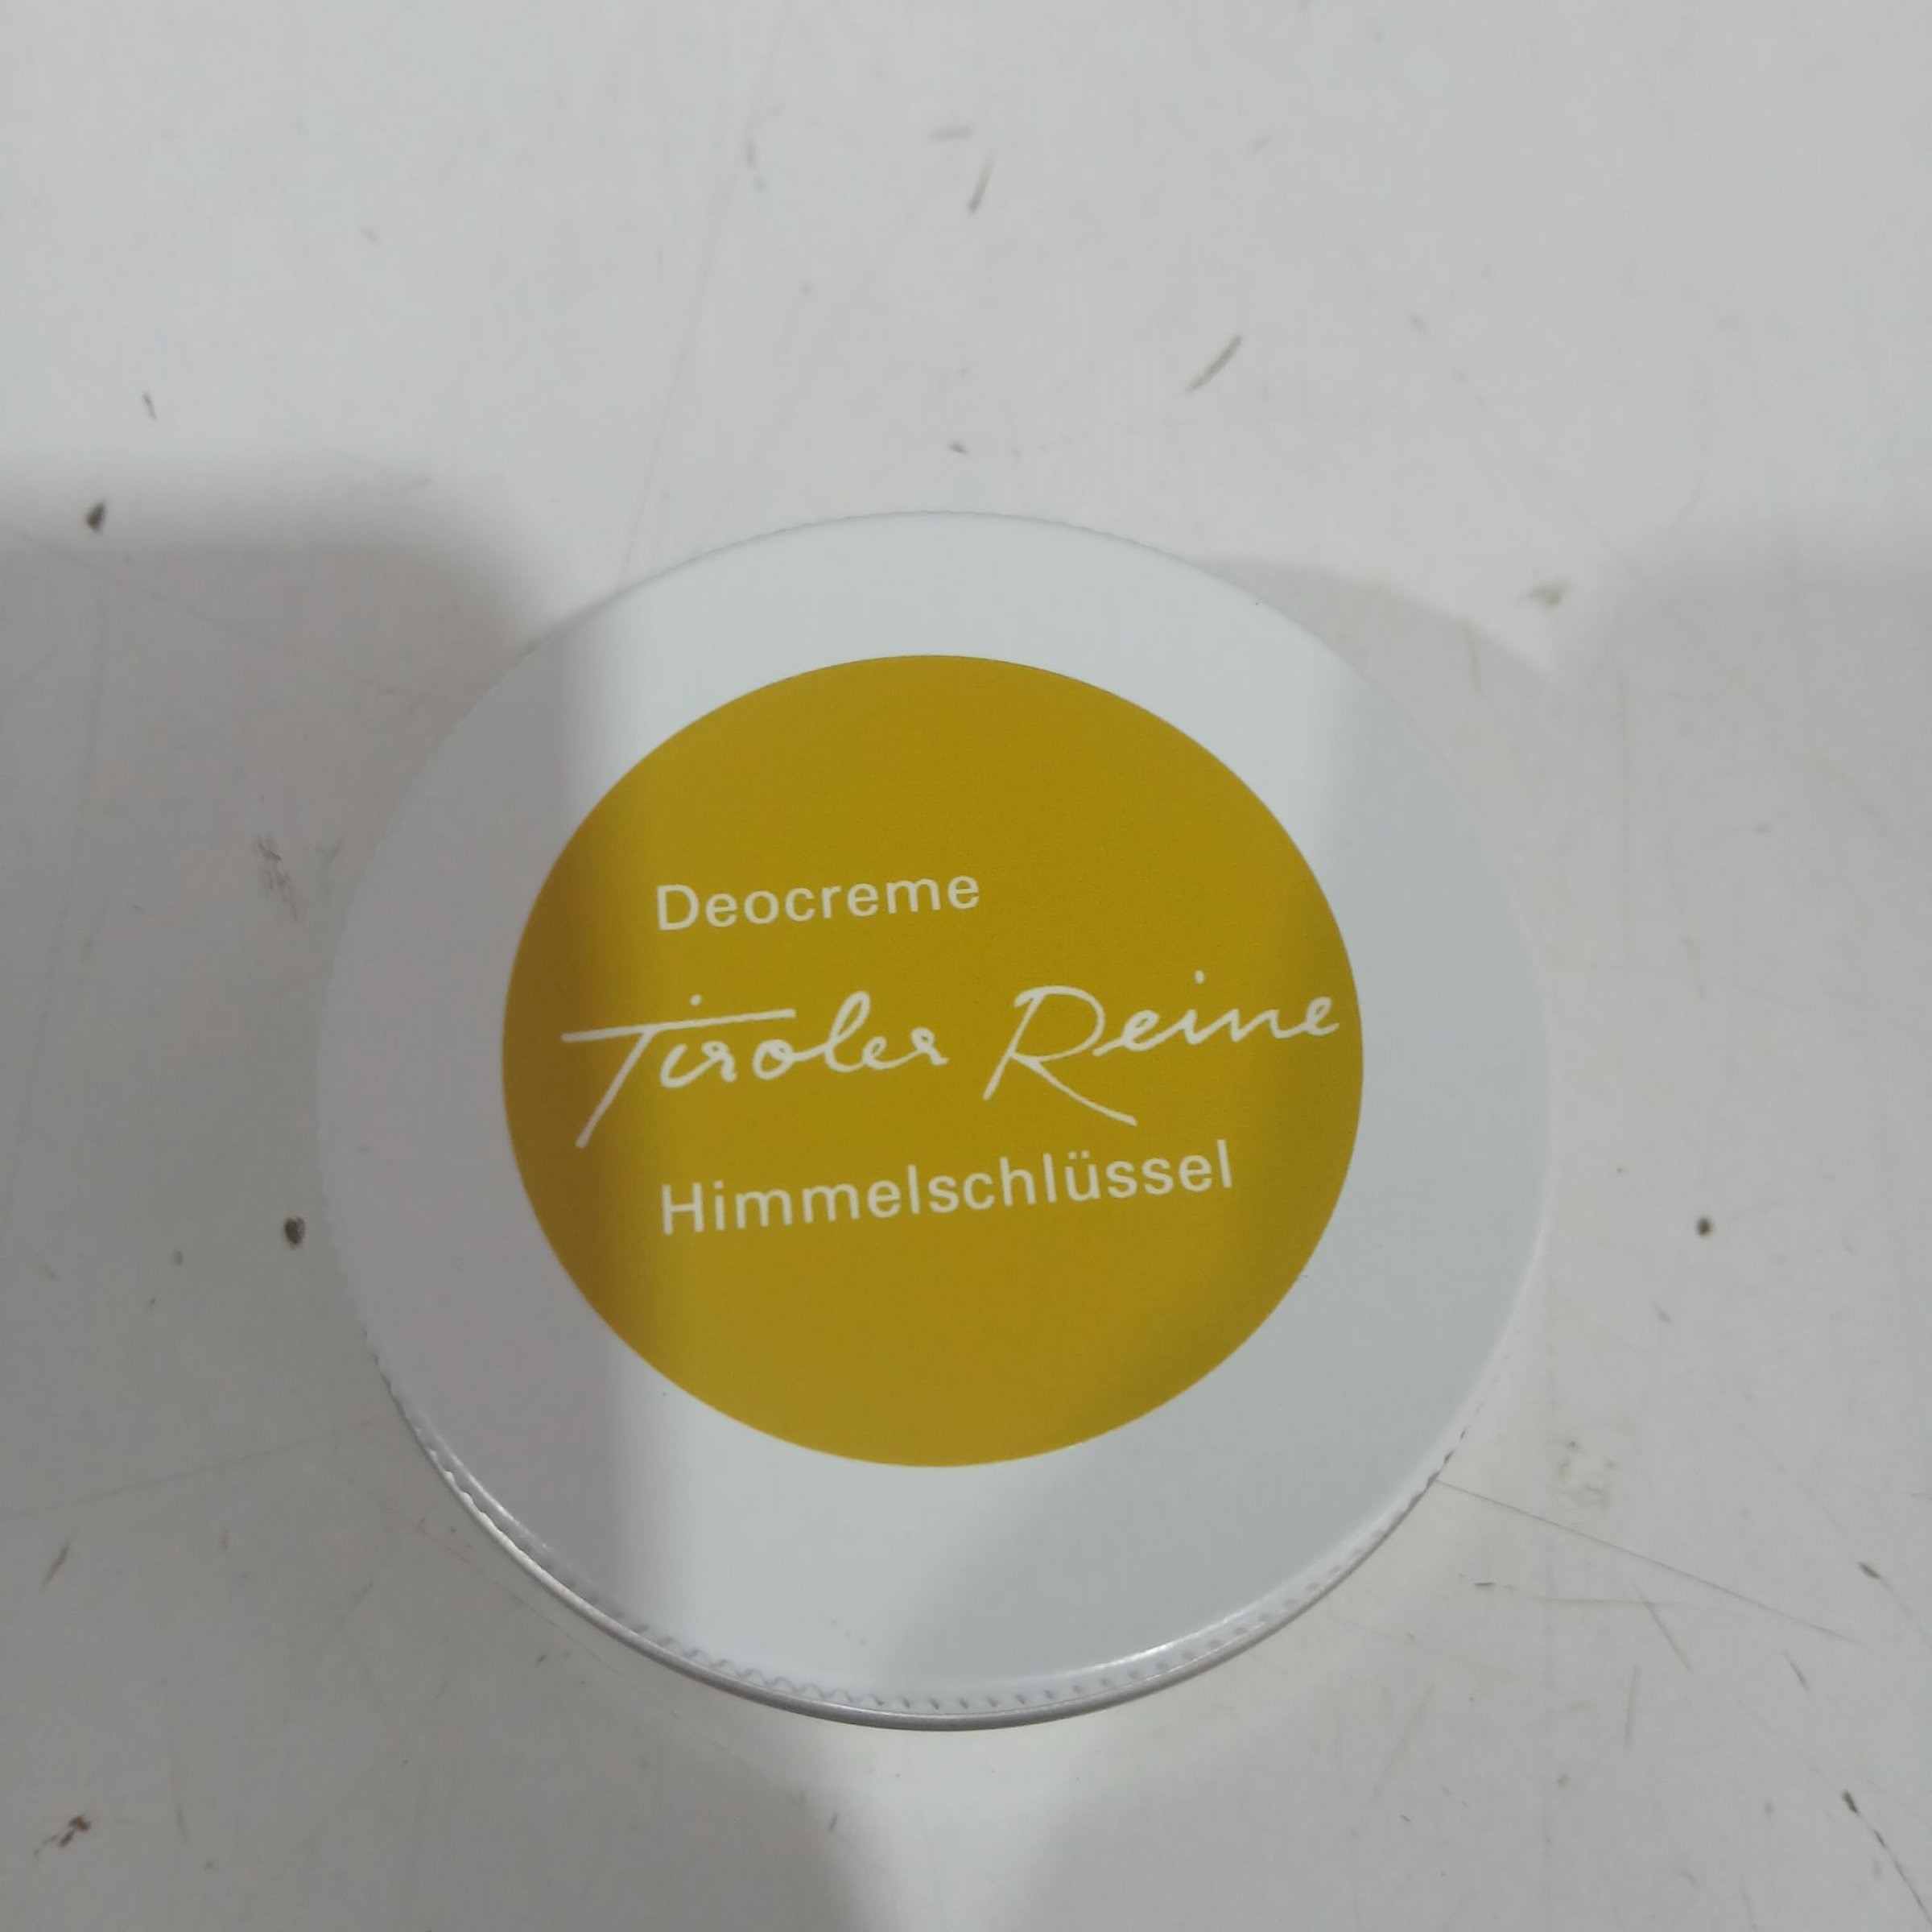 Deocreme
Tiroler Reine
Himmelschlüssel